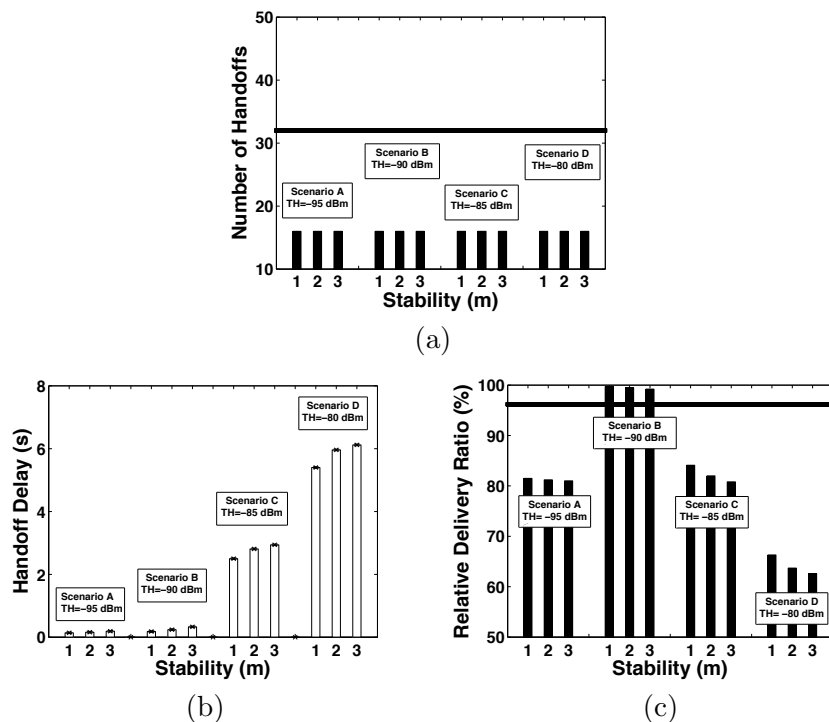 50
40
30
20
10
Number of Handoffs
Scenario A
TH=−95 dBm
Scenario B
TH=−90 dBm
Scenario C
TH=−85 dBm
Scenario D
TH=−80 dBm
1 2 3 1 2 3 1 2 3 1 2 3
Stability (m)
(a)
8
6
4
2
0
Handoff Delay (s)
Scenario A
TH=−95 dBm
Scenario B
TH=−90 dBm
Scenario C
TH=−85 dBm
Scenario D
TH=−80 dBm
1 2 3 1 2 3 1 2 3 1 2 3
Stability (m)
(b)
100
90
80
70
60
50
Relative Delivery Ratio (%)
Scenario A
TH= −95 dBm
Scenario B
TH= −90 dBm
Scenario C
TH= −85 dBm
Scenario D
TH= −80 dBm
1 2 3 1 2 3 1 2 3 1 2 3
Stability (m)
(c)